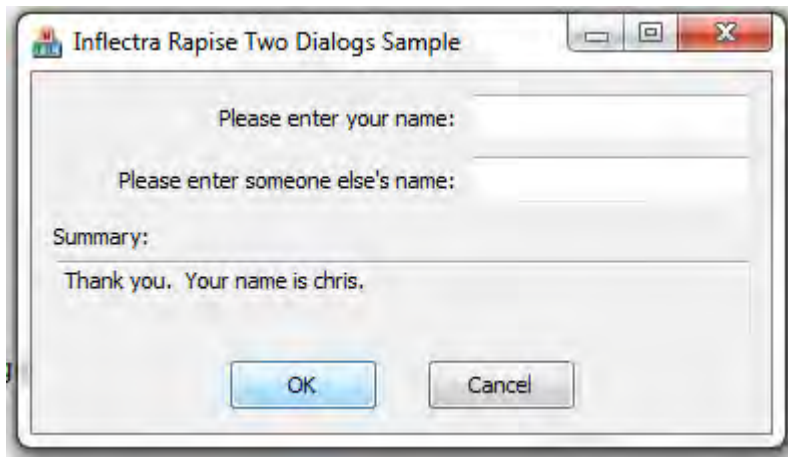 Inflectra Rapise Two Dialogs Sample
Please enter your name:
Please enter someone else's name:
Summary:
Thank you.  Your name is chris.
OK Cancel